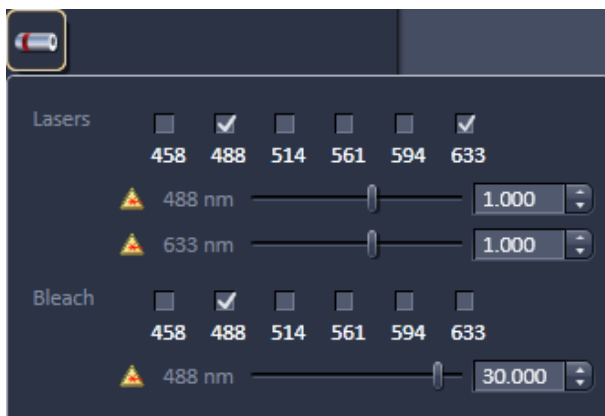 Lasers
458 488 514 561 594 633
488 nm 1.000
633 nm 1.000
Bleach
458 488 514 561 594 633
488 nm 30.000